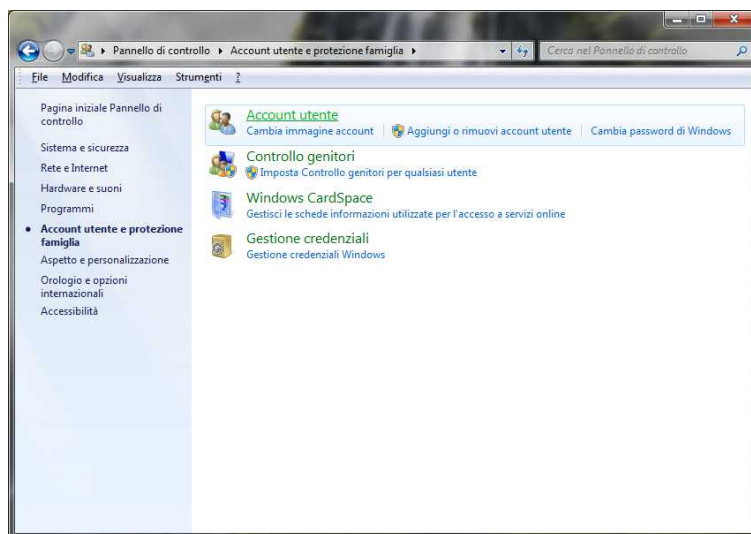 Pannello di controllo Account utente e protezione famiglia Cerca nel Pannello di controllo
File Modifica Visualizza Strumenti ?
Pagina iniziale Pannello di
controllo
Sistema e sicurezza
Rete e Internet
Hardware e suoni
Programmi
Account utente e protezione
famiglia
Aspetto e personalizzazione
Orologio e opzioni
internazionali
Accessibilità
Account utente
Cambia immagine account Aggiungi o rimuovi account utente Cambia password di Windows
Controllo genitori
Imposta Controllo genitori per qualsiasi utente
Windows CardSpace
Gestisci le schede informazioni utilizzate per l'accesso a servizi online
Gestione credenziali
Gestione credenziali Windows